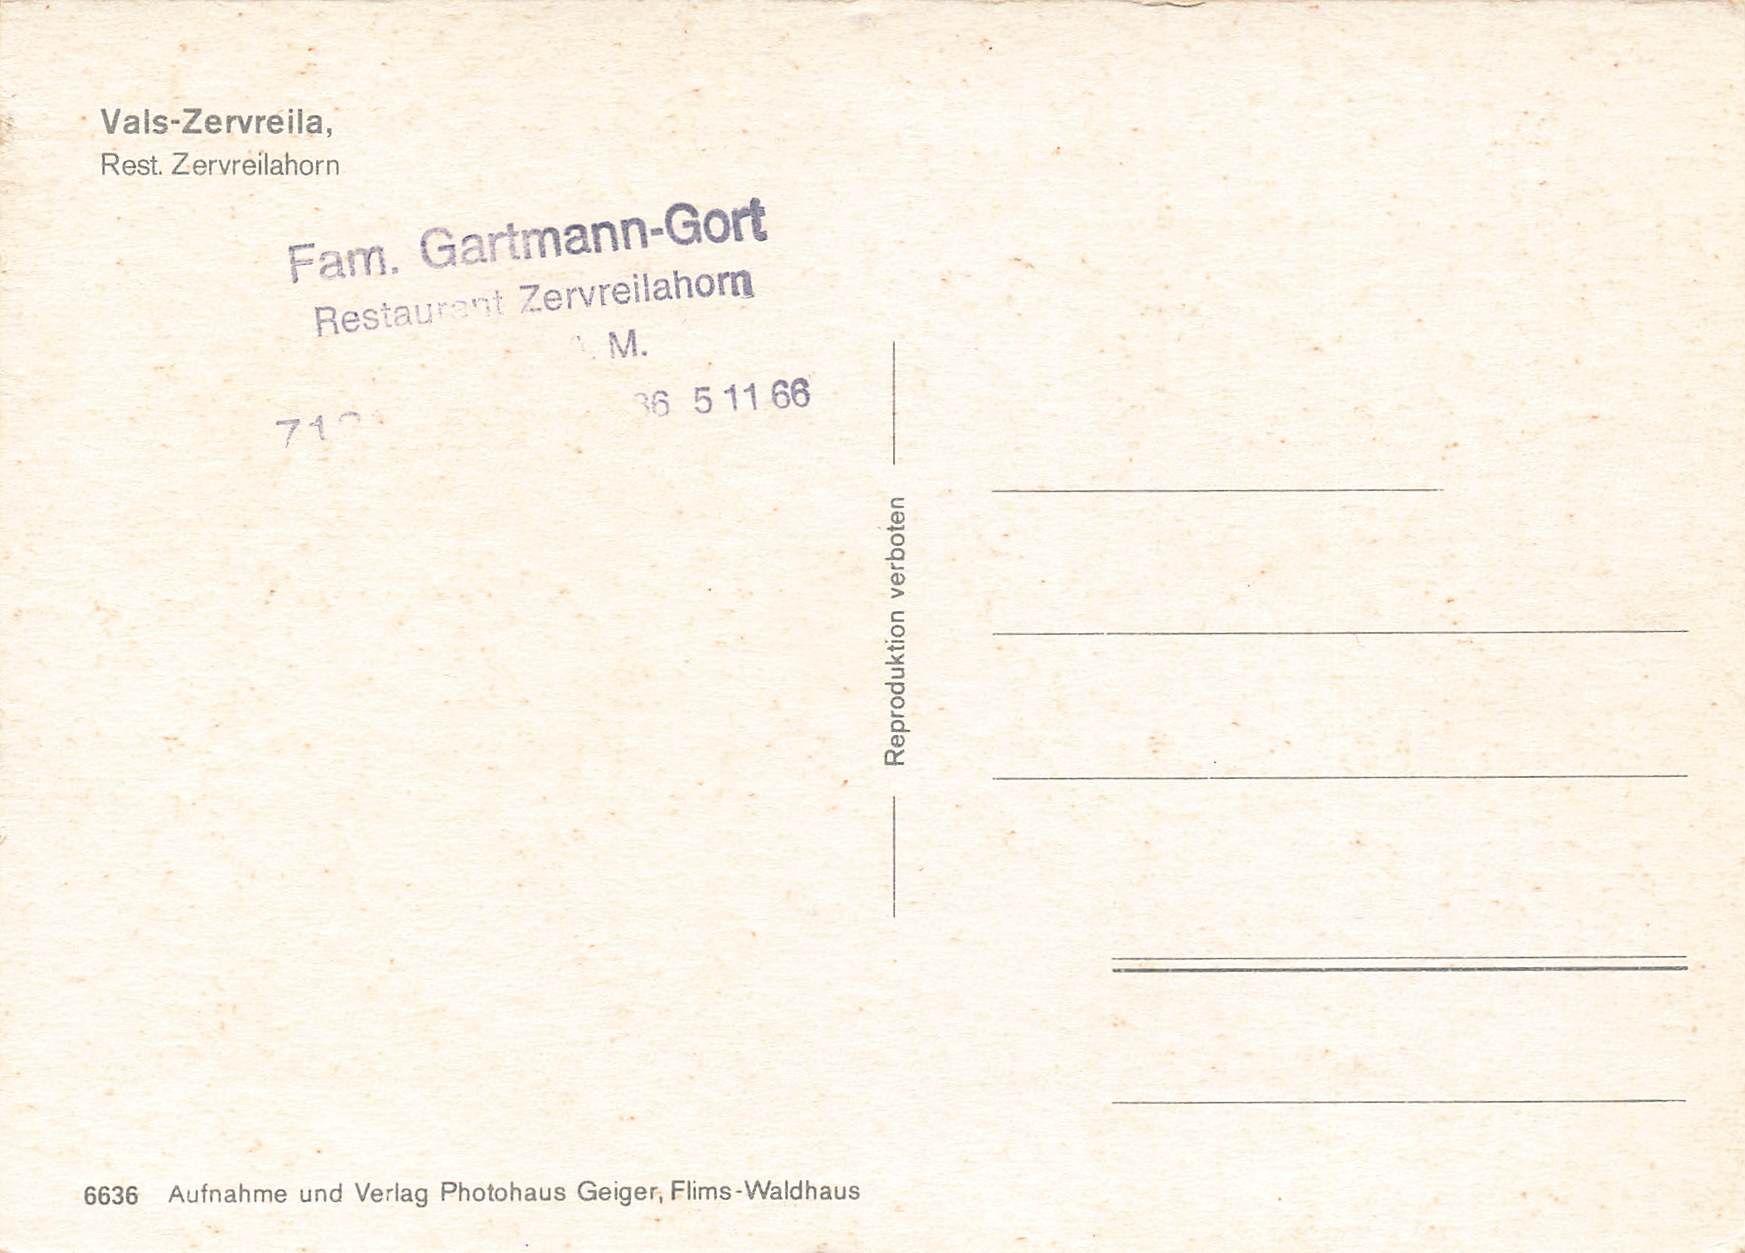 Vals-Zervreila,
Rest. Zervreilahorn
Fam. Gartmann-Gort
Restaurant Zervreilahorn
M.
5 11 66
Reproduktion verboten
6636 Aufnahme und Verlag Photohaus Geiger, Flims-Waldhaus